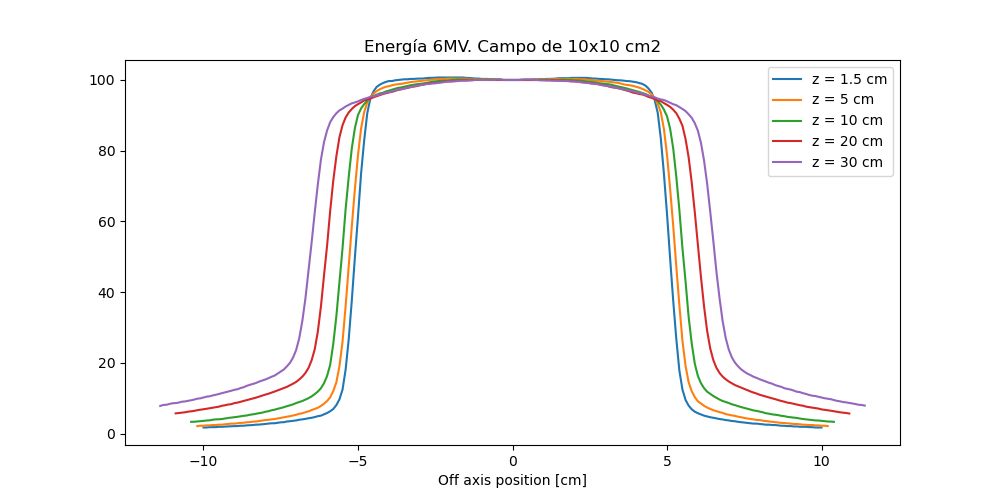 Energía 6MV. Campo de 10x10 cm2
z = 1.5 cm
z = 5 cm
z = 10 cm
z = 20 cm
z = 30 cm
100
80
60
40
20
0
−10
−5
0
5
10
Off axis position [cm]